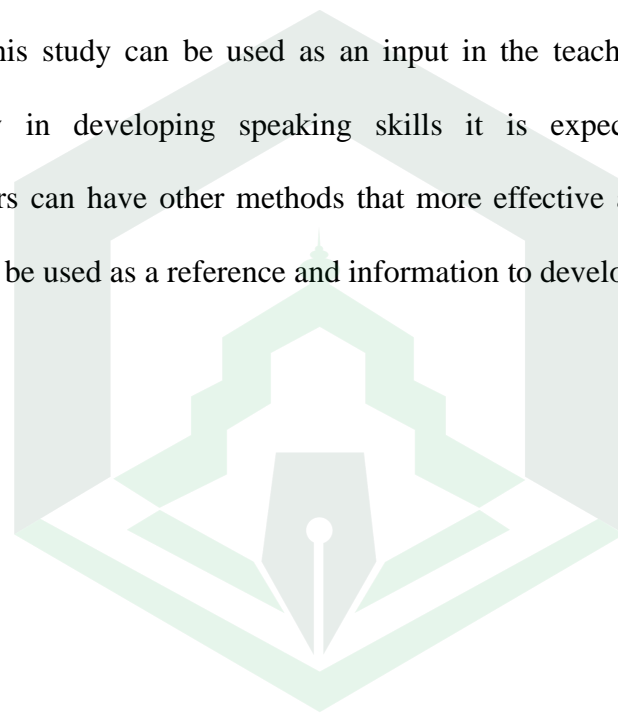 his study can be used as an input in the teach
in developing speaking skills it is expec
rs can have other methods that more effective
be used as a reference and information to develo